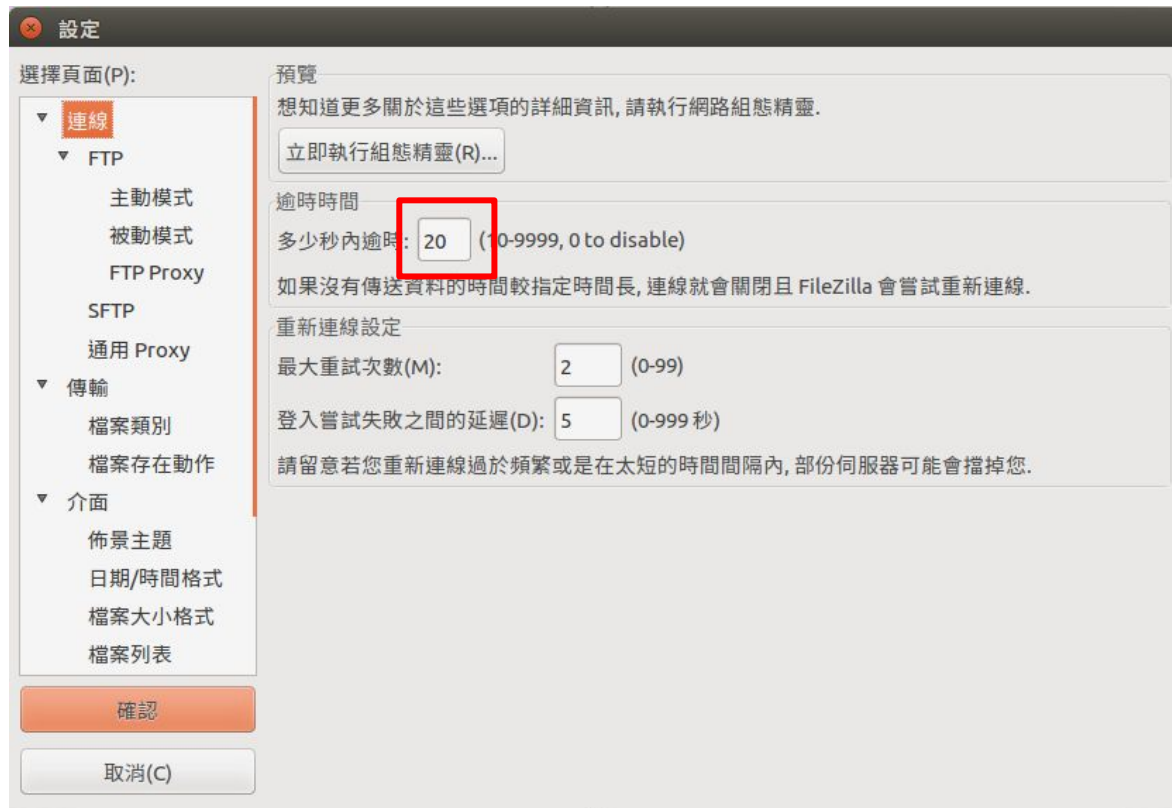 設定
選擇頁面(P):
連線
FTP
主動模式
被動模式
FTP Proxy
SFTP
通用 Proxy
傳輸
檔案類別
檔案存在動作
介面
佈景主題
日期/時間格式
檔案大小格式
檔案列表
確認
取消(C)
預覽
想知道更多關於這些選項的詳細資訊, 請執行網路組態精靈.
立即執行組態精靈(R)...
逾時時間
多少秒內逾時: 20 (10-9999, 0 to disable)
如果沒有傳送資料的時間較指定時間長, 連線就會關閉且 FileZilla 會嘗試重新連線.
重新連線設定
最大重試次數(M): 2 (0-99)
登入嘗試失敗之間的延遲(D): 5 (0-999 秒)
請留意若您重新連線過於頻繁或是在太短的時間間隔內, 部份伺服器可能會擋掉您.